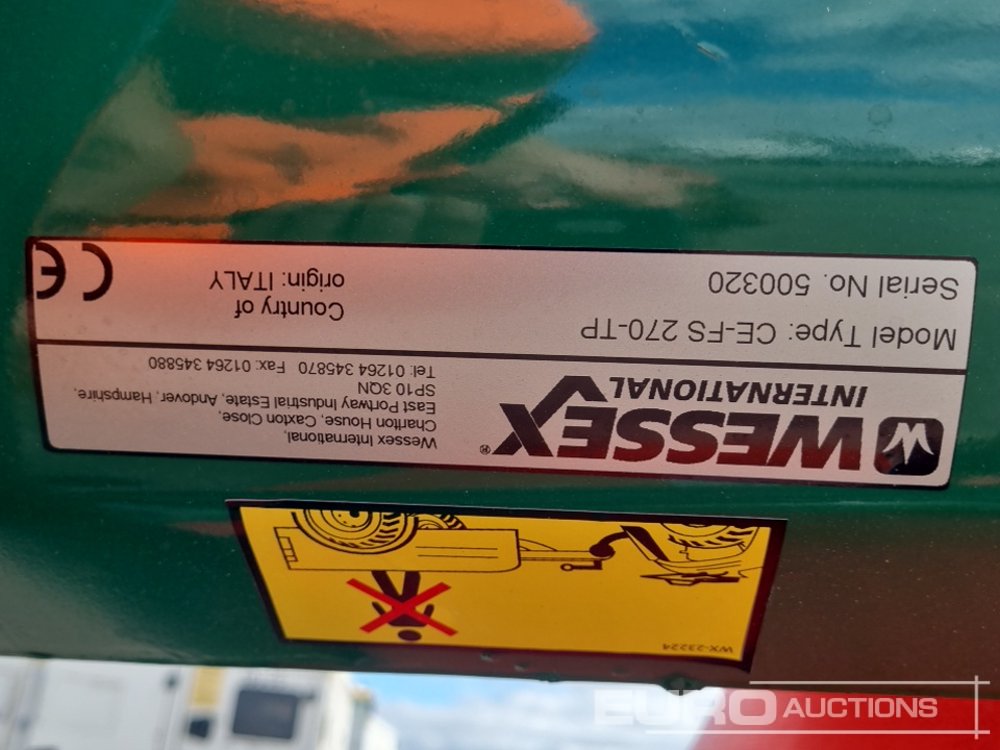 WESSEX®
INTERNATIONAL
Wessex International,
Charlton House, Caxton Close,
East Portway Industrial Estate, Andover, Hampshire,
SP10 3QN
Tel: 01264 345870 Fax: 01264 345880
Model Type: CE-FS 270-TP
Serial No. 500320
Country of
origin: ITALY
CE
WX-23224
EURO AUCTIONS